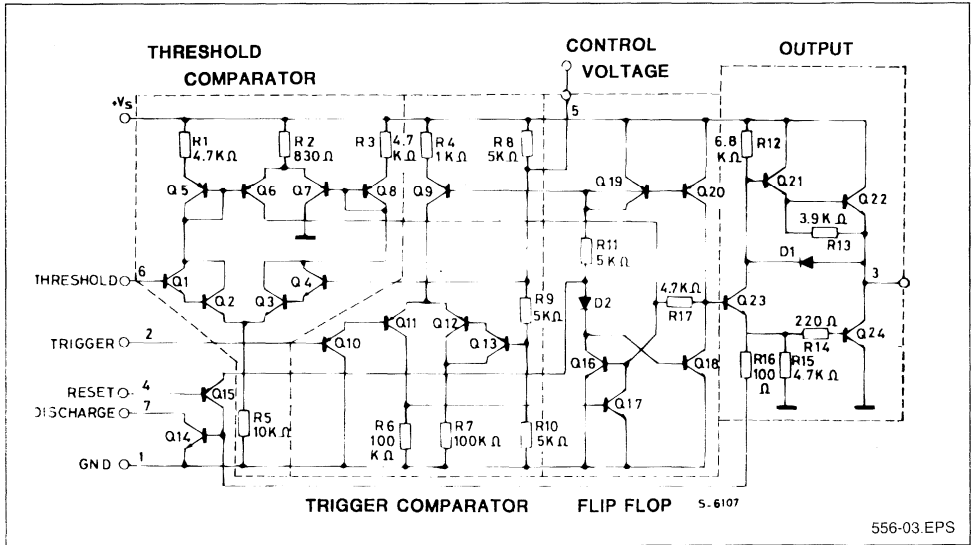 THRESHOLD
COMPARATOR
CONTROL
VOLTAGE
OUTPUT
+Vs
5
R1
4.7KΩ
R2
830Ω
R3
4.7
KΩ
R4
1KΩ
R8
5KΩ
6.8
KΩ
R12
Q5
Q6
Q7
Q8
Q9
Q19
Q20
Q21
Q22
3.9KΩ
R13
R11
5KΩ
D1
THRESHOLD
6
Q1
Q2
Q3
Q4
R9
5KΩ
D2
4.7KΩ
R17
Q23
3
TRIGGER
2
Q10
Q11
Q12
Q13
Q16
Q18
220Ω
R14
Q24
R16
100
Ω
R15
4.7KΩ
RESET
4
Q15
DISCHARGE
7
Q14
Q17
R5
10KΩ
R6
100
KΩ
R7
100KΩ
R10
5KΩ
GND
1
TRIGGER COMPARATOR
FLIP FLOP
S-6107
556-03.EPS